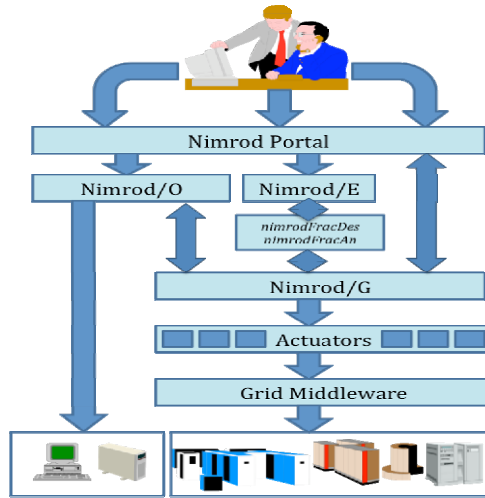 Nimrod Portal
Nimrod/O
Nimrod/E
nimrodFracDes
nimrodFracAn
Nimrod/G
Actuators
Grid Middleware